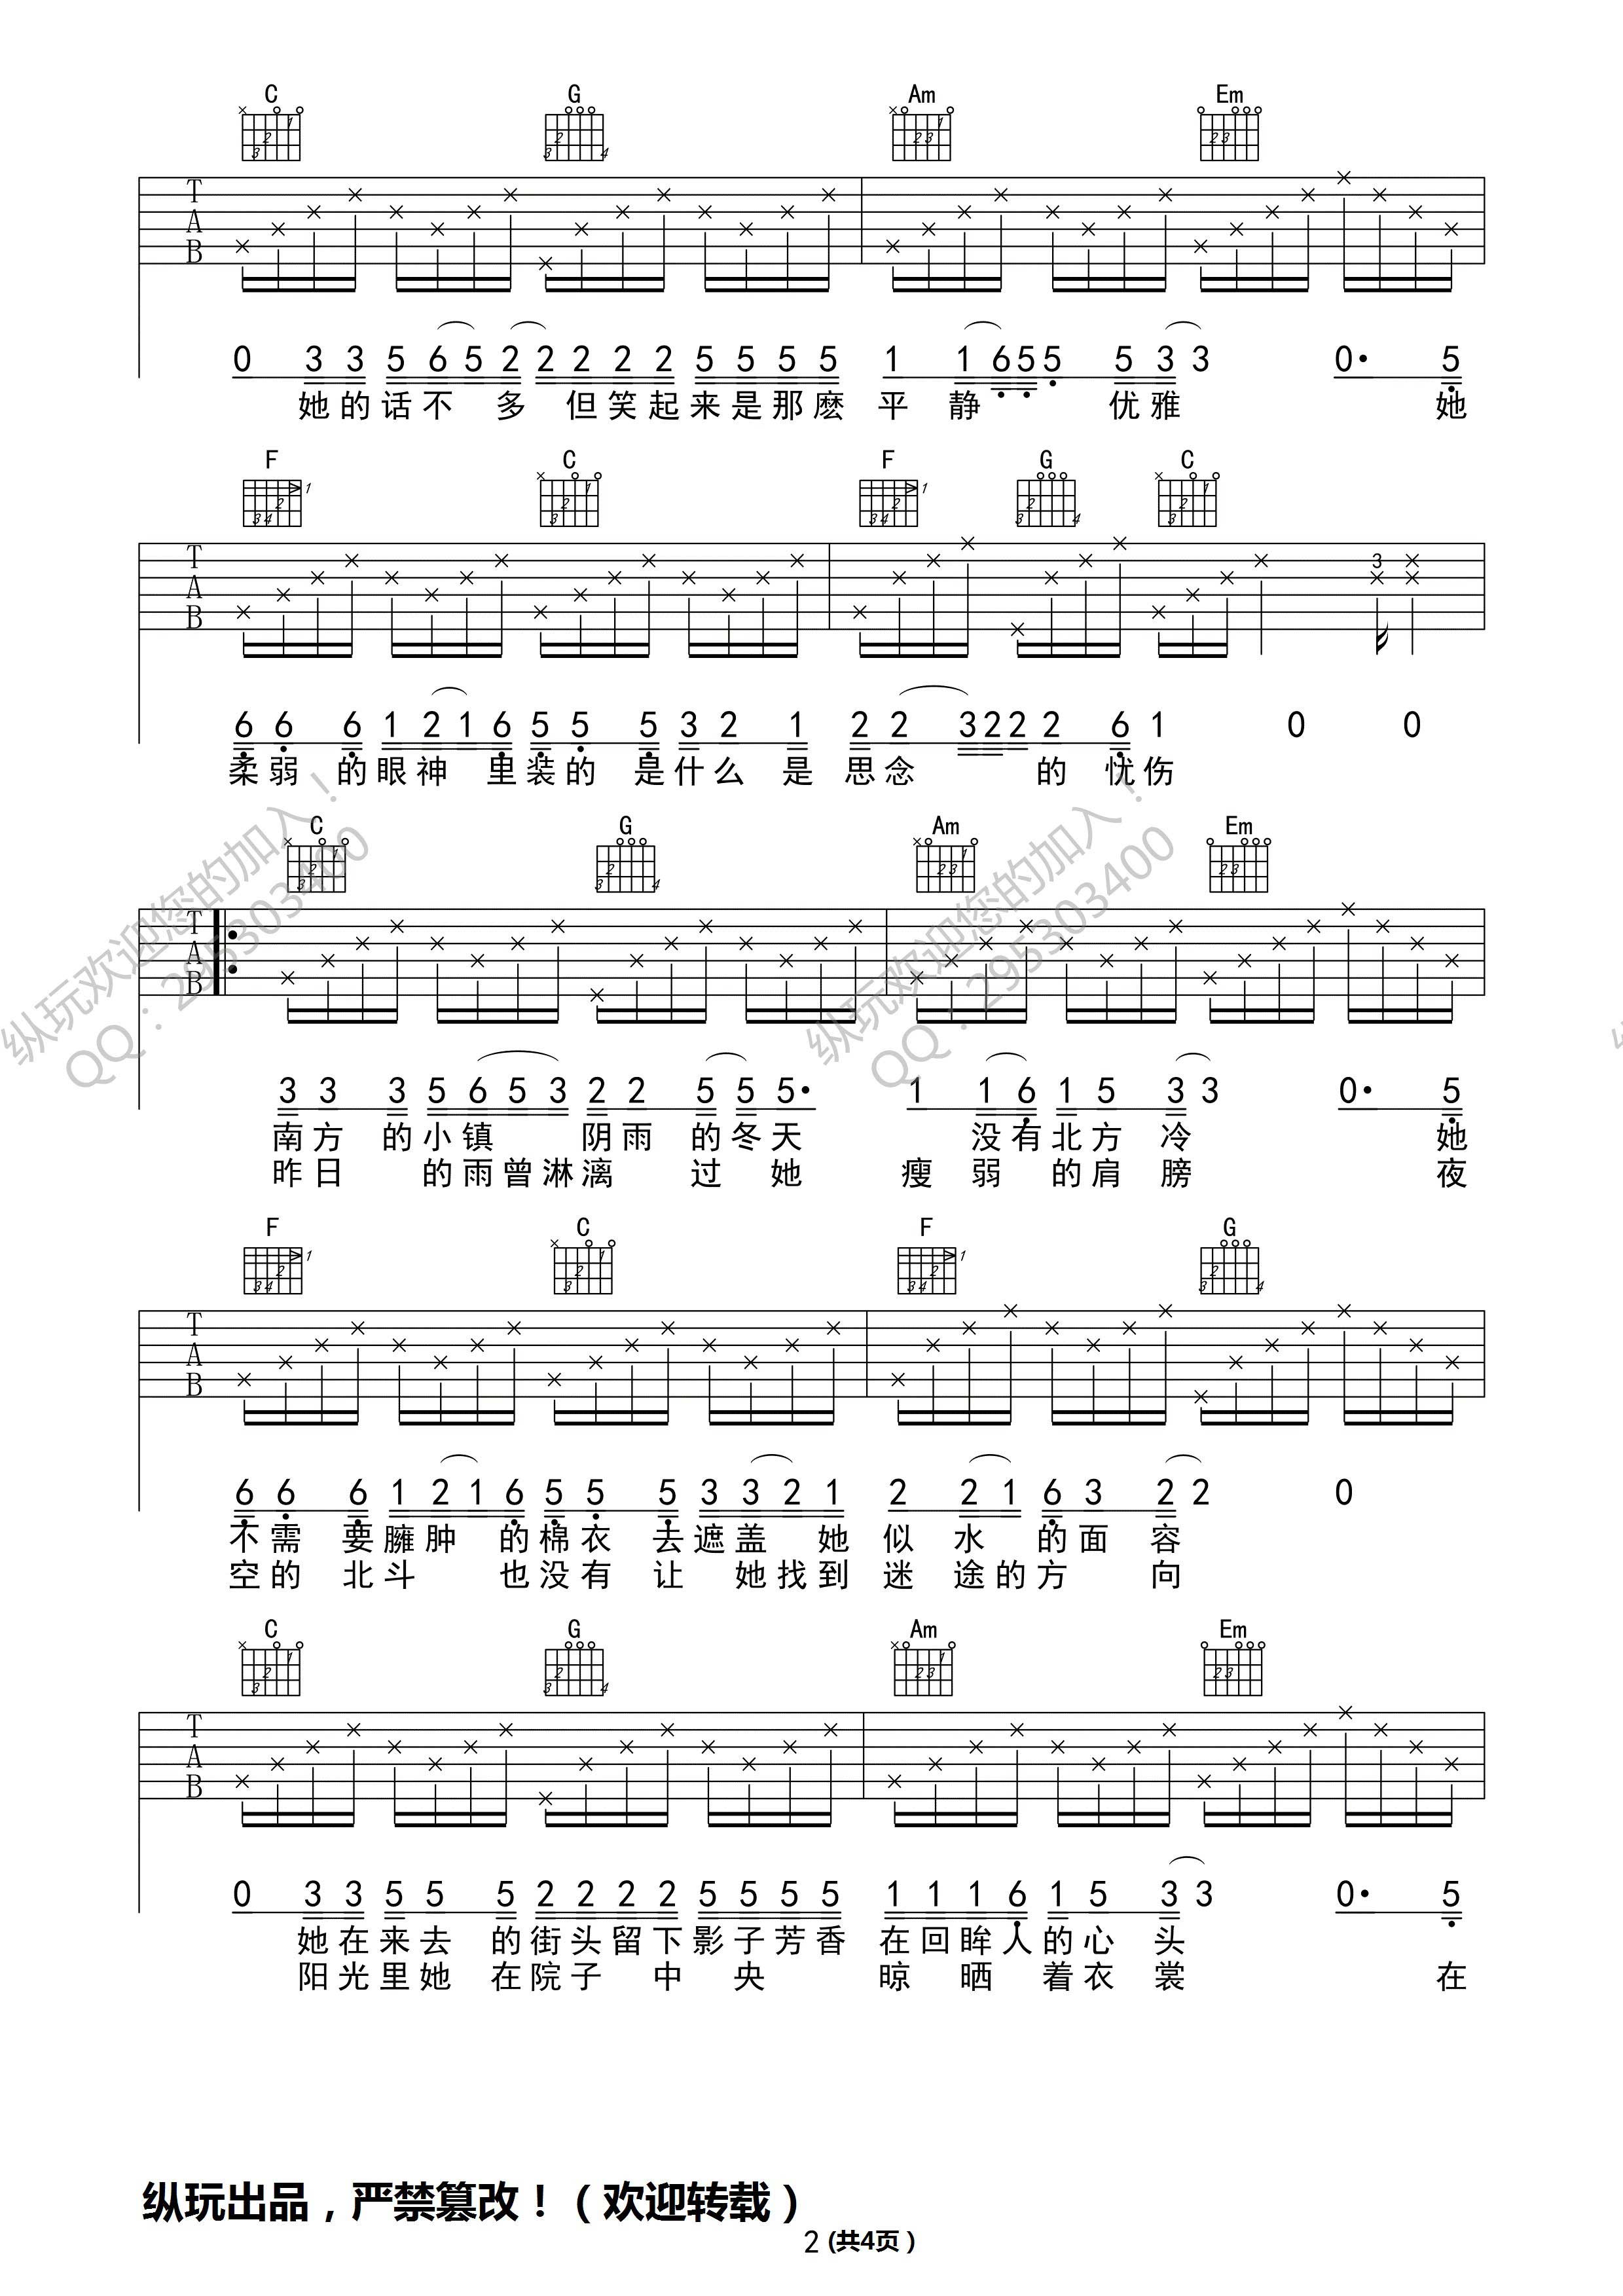 C G Am Em
T
A
B
0 3 3 5 6 5 2 2 2 2 2 5 5 5 5 1 1 6 5 5 5 3 3 0· 5
她的话不 多 但笑起来是那麽 平 静 优雅 她
F C F G C
T
A
B
3
6 6 6 1 2 1 6 5 5 5 3 2 1 2 2 3 2 2 2 6 1 0 0
柔弱 的眼神 里装的 是什么 是 思念 的 忧伤
C G Am Em
T
A
B
3 3 3 5 6 5 3 2 2 5 5 5· 1 1 6 1 5 3 3 0· 5
南方 的小镇 阴雨 的冬天 没有北方 冷 她
昨日 的雨曾淋漓 过 她 瘦 弱 的肩 膀 夜
F C F G
T
A
B
6 6 6 1 2 1 6 5 5 5 3 3 2 1 2 2 1 6 3 2 2 0
不需 要臃肿 的棉衣 去遮盖 她 似 水 的面 容
空的 北斗 也没有 让 她找到 迷 途的方 向
C G Am Em
T
A
B
0 3 3 5 5 5 2 2 2 2 5 5 5 5 1 1 1 6 1 5 3 3 0· 5
她在来去 的街头留下影子芳香 在回眸人的心 头
阳光里她 在院子 中 央 晾 晒 着衣 裳 在
纵玩欢迎您的加入！
QQ：295303400
纵玩欢迎您的加入！
QQ：295303400
纵玩出品，严禁篡改！（欢迎转载）
2 (共4页）